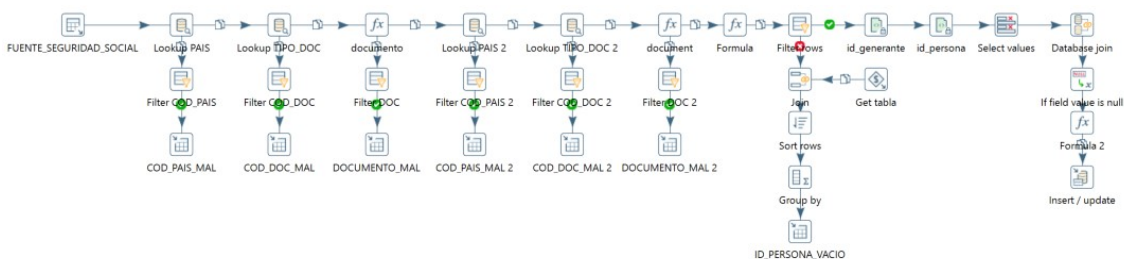 FUENTE_SEGURIDAD_SOCIAL Lookup PAIS Lookup TIPO_DOC documento Lookup PAIS 2 Lookup TIPO_DOC 2 document Formula Filter rows id_generante id_persona Select values Database join
Filter COD_PAIS Filter COD_DOC Filter DOC Filter COD_PAIS 2 Filter COD_DOC 2 Filter DOC 2 Join Get tabla If field value is null
COD_PAIS_MAL COD_DOC_MAL DOCUMENTO_MAL COD_PAIS_MAL 2 COD_DOC_MAL 2 DOCUMENTO_MAL 2 Sort rows Formula 2
Group by Insert / update
ID_PERSONA_VACIO